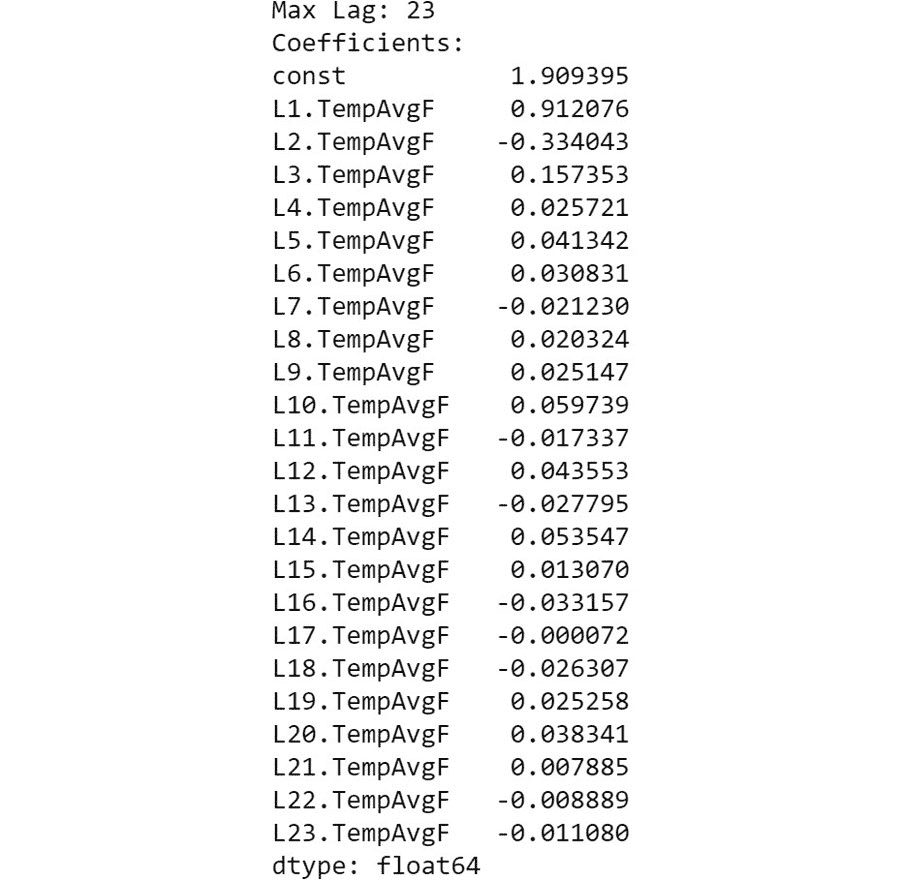 Max Lag: 23
Coefficients:
const 1.909395
L1.TempAvgF 0.912076
L2.TempAvgF -0.334043
L3.TempAvgF 0.157353
L4.TempAvgF 0.025721
L5.TempAvgF 0.041342
L6.TempAvgF 0.030831
L7.TempAvgF -0.021230
L8.TempAvgF 0.020324
L9.TempAvgF 0.025147
L10.TempAvgF 0.059739
L11.TempAvgF -0.017337
L12.TempAvgF 0.043553
L13.TempAvgF -0.027795
L14.TempAvgF 0.053547
L15.TempAvgF 0.013070
L16.TempAvgF -0.033157
L17.TempAvgF -0.000072
L18.TempAvgF -0.026307
L19.TempAvgF 0.025258
L20.TempAvgF 0.038341
L21.TempAvgF 0.007885
L22.TempAvgF -0.008889
L23.TempAvgF -0.011080
dtype: float64